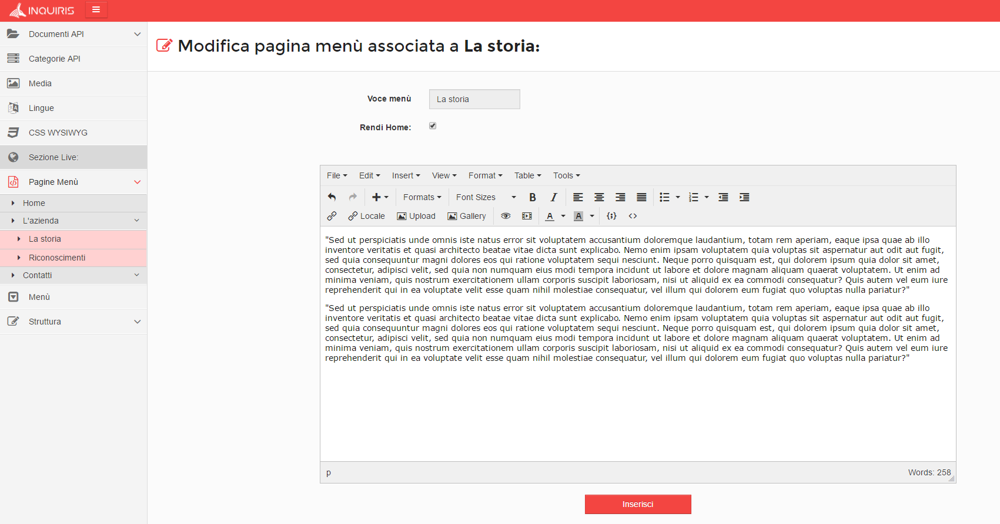 INQUIRIS
Documenti API
Categorie API
Media
Lingue
CSS WYSIWYG
Sezione Live:
Pagine Menù
Home
L'azienda
La storia
Riconoscimenti
Contatti
Menù
Struttura
Modifica pagina menù associata a La storia:
Voce menù La storia
Rendi Home:
File Edit Insert View Format Table Tools
Formats Font Sizes B I
Locale Upload Gallery A A
"Sed ut perspiciatis unde omnis iste natus error sit voluptatem accusantium doloremque laudantium, totam rem aperiam, eaque ipsa quae ab illo
inventore veritatis et quasi architecto beatae vitae dicta sunt explicabo. Nemo enim ipsam voluptatem quia voluptas sit aspernatur aut odit aut fugit,
sed quia consequuntur magni dolores eos qui ratione voluptatem sequi nesciunt. Neque porro quisquam est, qui dolorem ipsum quia dolor sit amet,
consectetur, adipisci velit, sed quia non numquam eius modi tempora incidunt ut labore et dolore magnam aliquam quaerat voluptatem. Ut enim ad
minima veniam, quis nostrum exercitationem ullam corporis suscipit laboriosam, nisi ut aliquid ex ea commodi consequatur? Quis autem vel eum iure
reprehenderit qui in ea voluptate velit esse quam nihil molestiae consequatur, vel illum qui dolorem eum fugiat quo voluptas nulla pariatur?"
"Sed ut perspiciatis unde omnis iste natus error sit voluptatem accusantium doloremque laudantium, totam rem aperiam, eaque ipsa quae ab illo
inventore veritatis et quasi architecto beatae vitae dicta sunt explicabo. Nemo enim ipsam voluptatem quia voluptas sit aspernatur aut odit aut fugit,
sed quia consequuntur magni dolores eos qui ratione voluptatem sequi nesciunt. Neque porro quisquam est, qui dolorem ipsum quia dolor sit amet,
consectetur, adipisci velit, sed quia non numquam eius modi tempora incidunt ut labore et dolore magnam aliquam quaerat voluptatem. Ut enim ad
minima veniam, quis nostrum exercitationem ullam corporis suscipit laboriosam, nisi ut aliquid ex ea commodi consequatur? Quis autem vel eum iure
reprehenderit qui in ea voluptate velit esse quam nihil molestiae consequatur, vel illum qui dolorem eum fugiat quo voluptas nulla pariatur?"
p Words: 258
Inserisci